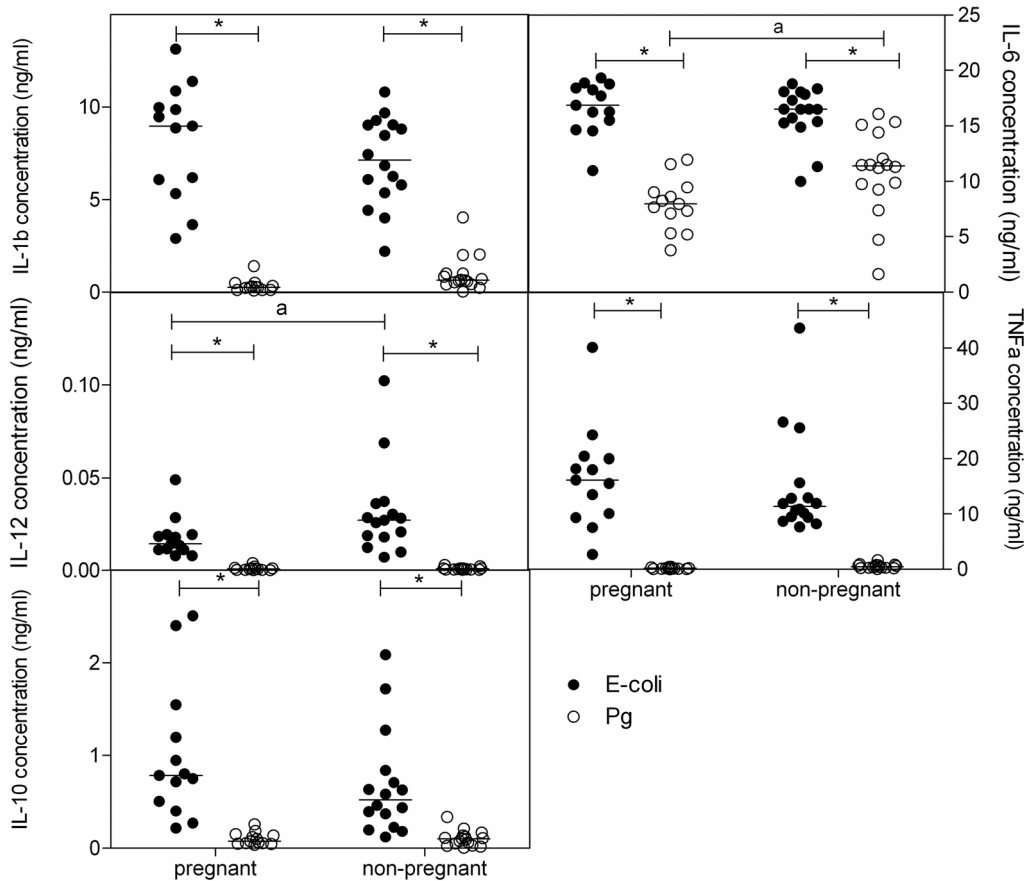 IL-1b concentration (ng/ml)
10
5
0
*
*
IL-6 concentration (ng/ml)
25
20
15
10
5
0
a
*
*
IL-12 concentration (ng/ml)
0.10
0.05
0.00
a
*
*
TNFa concentration (ng/ml)
40
30
20
10
0
*
*
pregnant
non-pregnant
IL-10 concentration (ng/ml)
2
1
0
*
*
pregnant
non-pregnant
E-coli
Pg